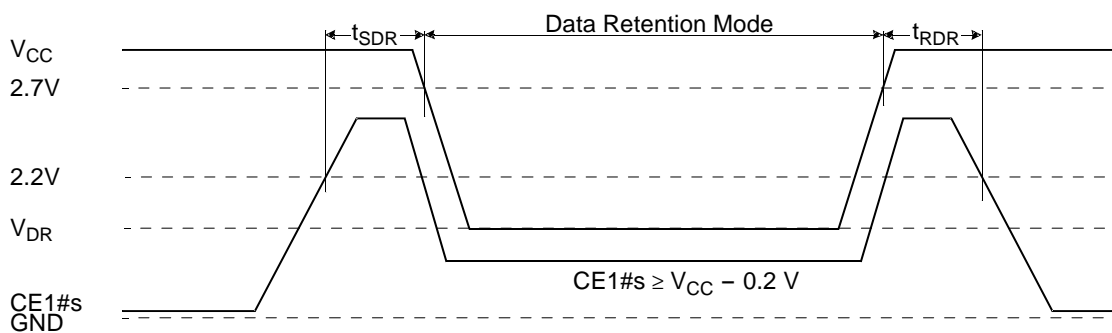 Data Retention Mode
tSDR
tRDR
VCC
2.7V
2.2V
VDR
CE1#s ≥ VCC − 0.2 V
CE1#s
GND